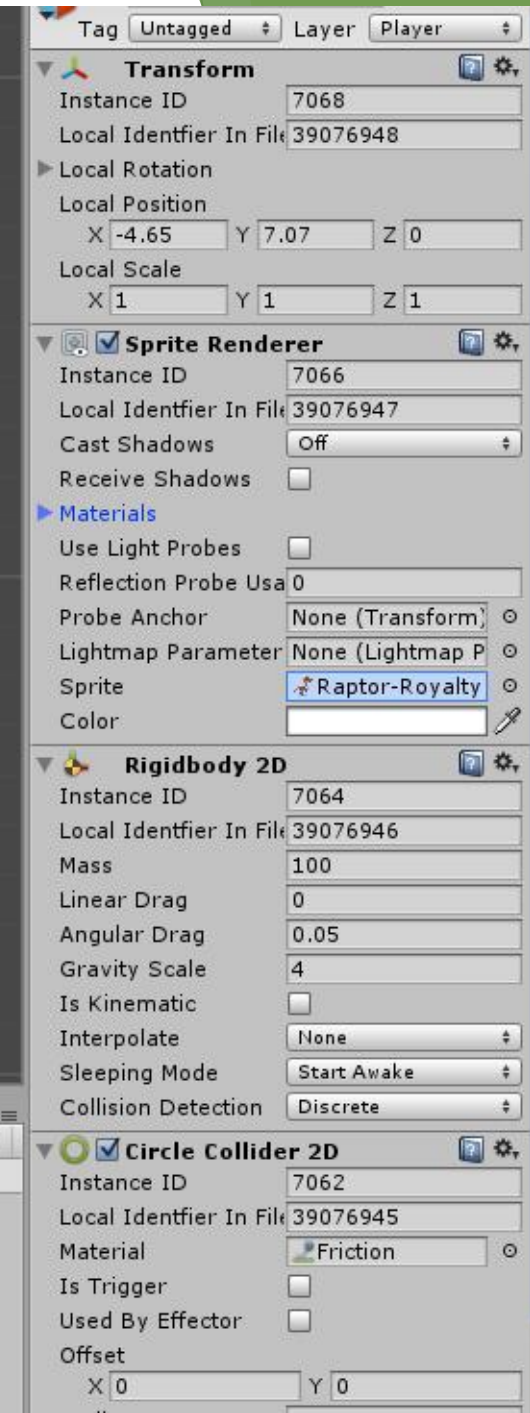 Tag Untagged Layer Player
Transform
Instance ID 7068
Local Identfier In File 39076948
Local Rotation
Local Position
X -4.65 Y 7.07 Z 0
Local Scale
X 1 Y 1 Z 1
Sprite Renderer
Instance ID 7066
Local Identfier In File 39076947
Cast Shadows Off
Receive Shadows
Materials
Use Light Probes
Reflection Probe Usa 0
Probe Anchor None (Transform)
Lightmap Parameter None (Lightmap P
Sprite Raptor-Royalty
Color
Rigidbody 2D
Instance ID 7064
Local Identfier In File 39076946
Mass 100
Linear Drag 0
Angular Drag 0.05
Gravity Scale 4
Is Kinematic
Interpolate None
Sleeping Mode Start Awake
Collision Detection Discrete
Circle Collider 2D
Instance ID 7062
Local Identfier In File 39076945
Material Friction
Is Trigger
Used By Effector
Offset
X 0 Y 0